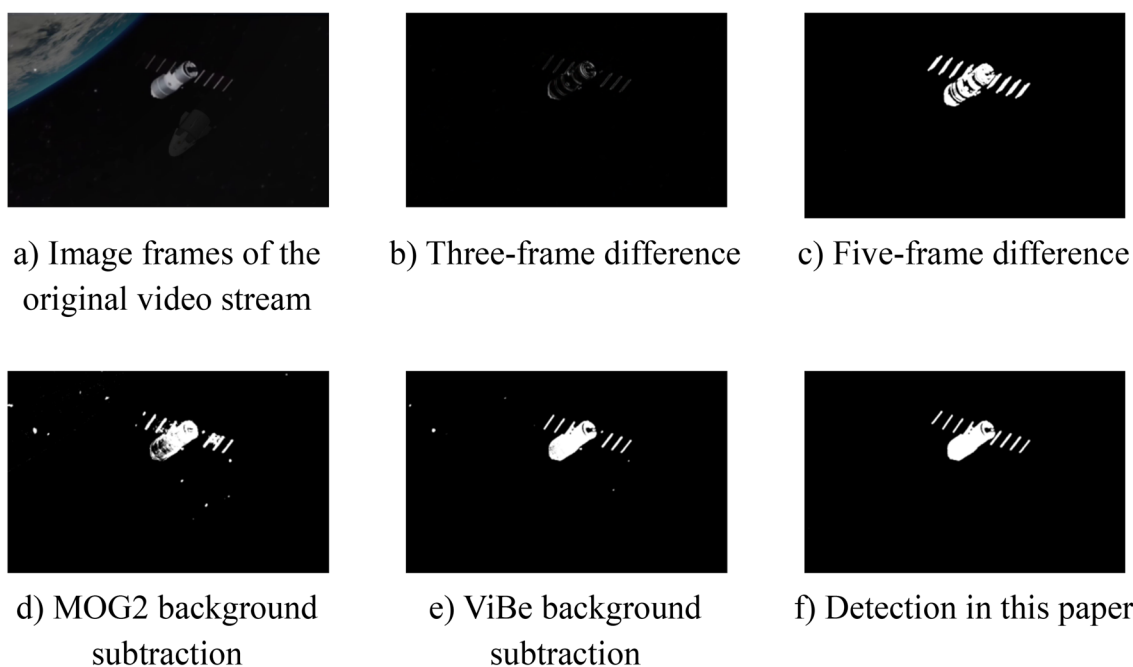 a) Image frames of the
original video stream
b) Three-frame difference
c) Five-frame difference
d) MOG2 background
subtraction
e) ViBe background
subtraction
f) Detection in this paper